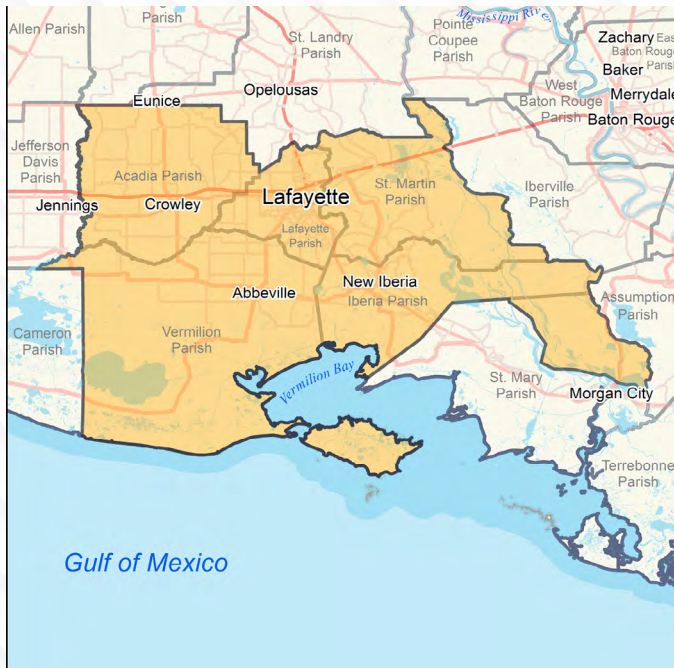 Mississippi River
Allen Parish
Parish
St. Landry
Parish
Pointe
Coupee
Parish
Zachary
East
Baton Rouge
Parish
Baker
West
Baton Rouge
Parish
Merrydale
Baton Rouge
Eunice
Opelousas
Jefferson
Davis
Parish
Acadia Parish
St. Martin
Parish
Iberville
Parish
Jennings
Crowley
Lafayette
Lafayette
Parish
Abbeville
New Iberia
Iberia Parish
Assumption
Parish
Cameron
Parish
Vermilion
Parish
Vermilion Bay
St. Mary
Parish
Morgan City
Terrebonne
Parish
Gulf of Mexico